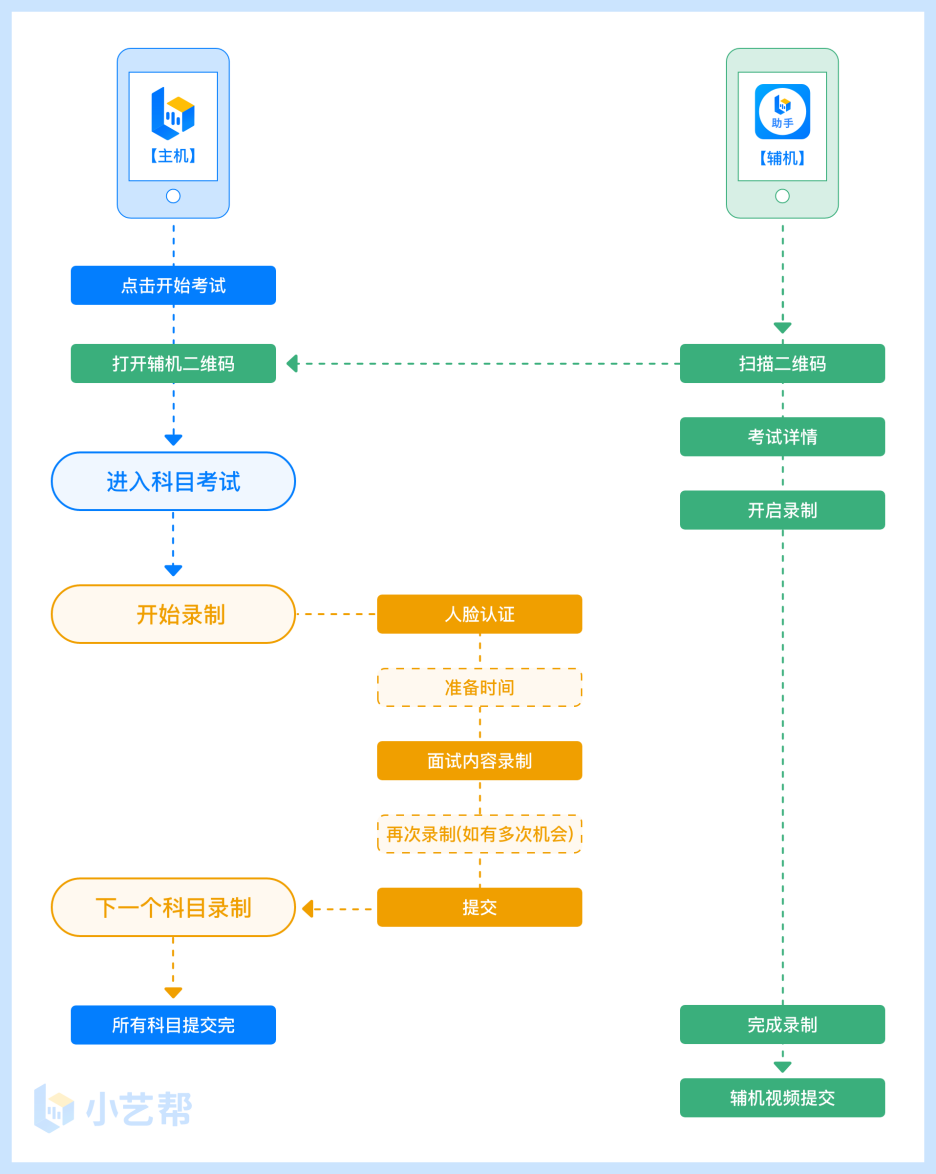 【主机】
助手
【辅机】
点击开始考试
打开辅机二维码
扫描二维码
考试详情
进入科目考试
开启录制
开始录制
人脸认证
准备时间
面试内容录制
再次录制(如有多次机会)
下一个科目录制
提交
所有科目提交完
完成录制
辅机视频提交
小艺帮